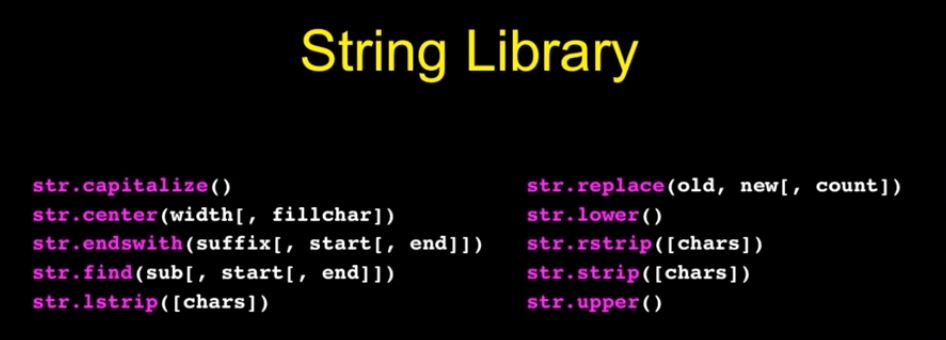 String Library
str.capitalize()
str.center(width[, fillchar])
str.endswith(suffix[, start[, end]])
str.find(sub[, start[, end]])
str.lstrip([chars])
str.replace(old, new[, count])
str.lower()
str.rstrip([chars])
str.strip([chars])
str.upper()